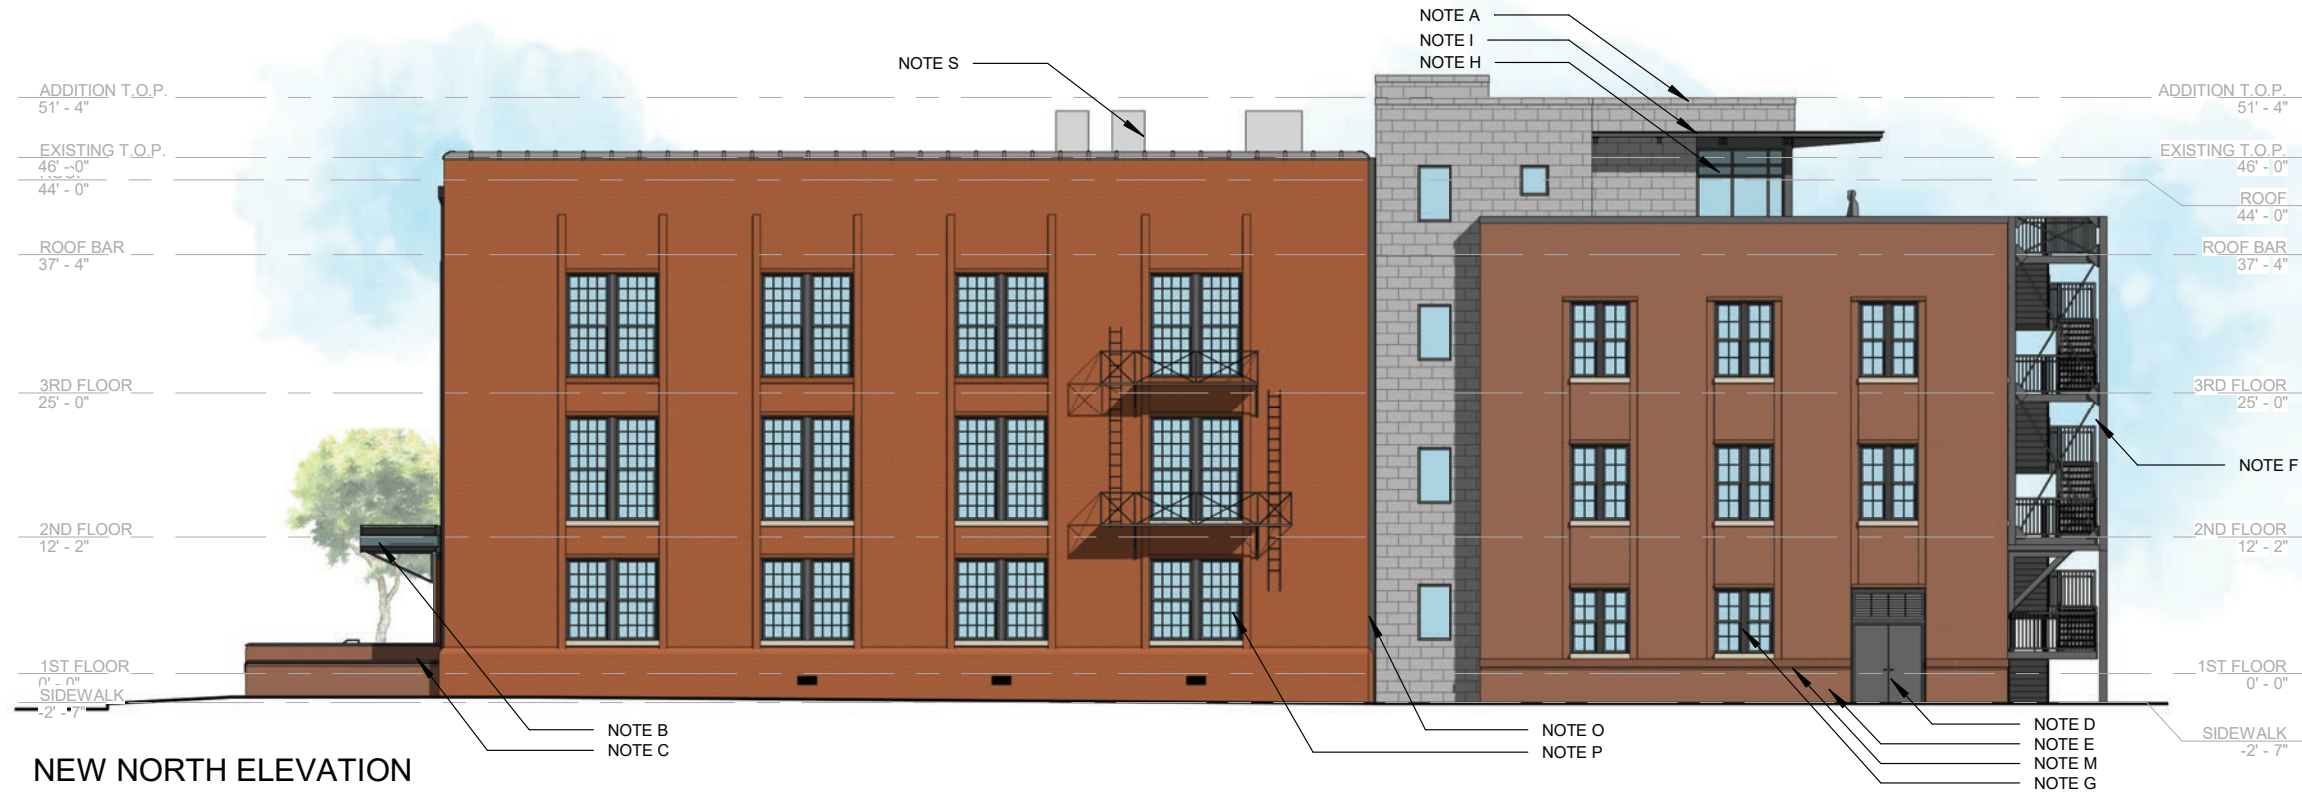 NOTE A
NOTE I
NOTE H
NOTE S
ADDITION T.O.P.
51' - 4"
ADDITION T.O.P.
51' - 4"
EXISTING T.O.P.
46' - 0"
44' - 0"
EXISTING T.O.P.
46' - 0"
ROOF
44' - 0"
ROOF BAR
37' - 4"
ROOF BAR
37' - 4"
3RD FLOOR
25' - 0"
3RD FLOOR
25' - 0"
NOTE F
2ND FLOOR
12' - 2"
2ND FLOOR
12' - 2"
1ST FLOOR
0' - 0"
SIDEWALK
-2' - 7"
1ST FLOOR
0' - 0"
SIDEWALK
-2' - 7"
NOTE B
NOTE C
NOTE O
NOTE P
NOTE D
NOTE E
NOTE M
NOTE G
NEW NORTH ELEVATION